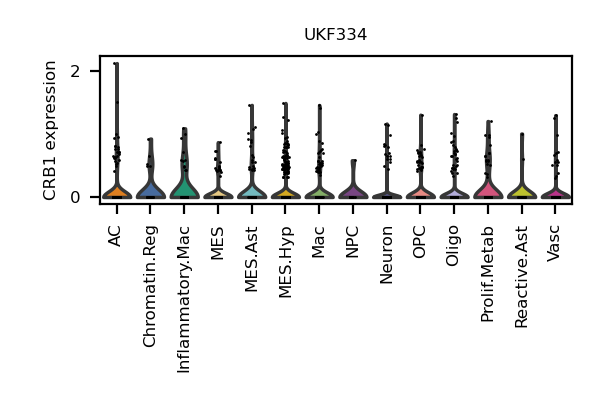 UKF334
CRB1 expression
2
0
AC
Chromatin.Reg
Inflammatory.Mac
MES
MES.Ast
MES.Hyp
Mac
NPC
Neuron
OPC
Oligo
Prolif.Metab
Reactive.Ast
Vasc